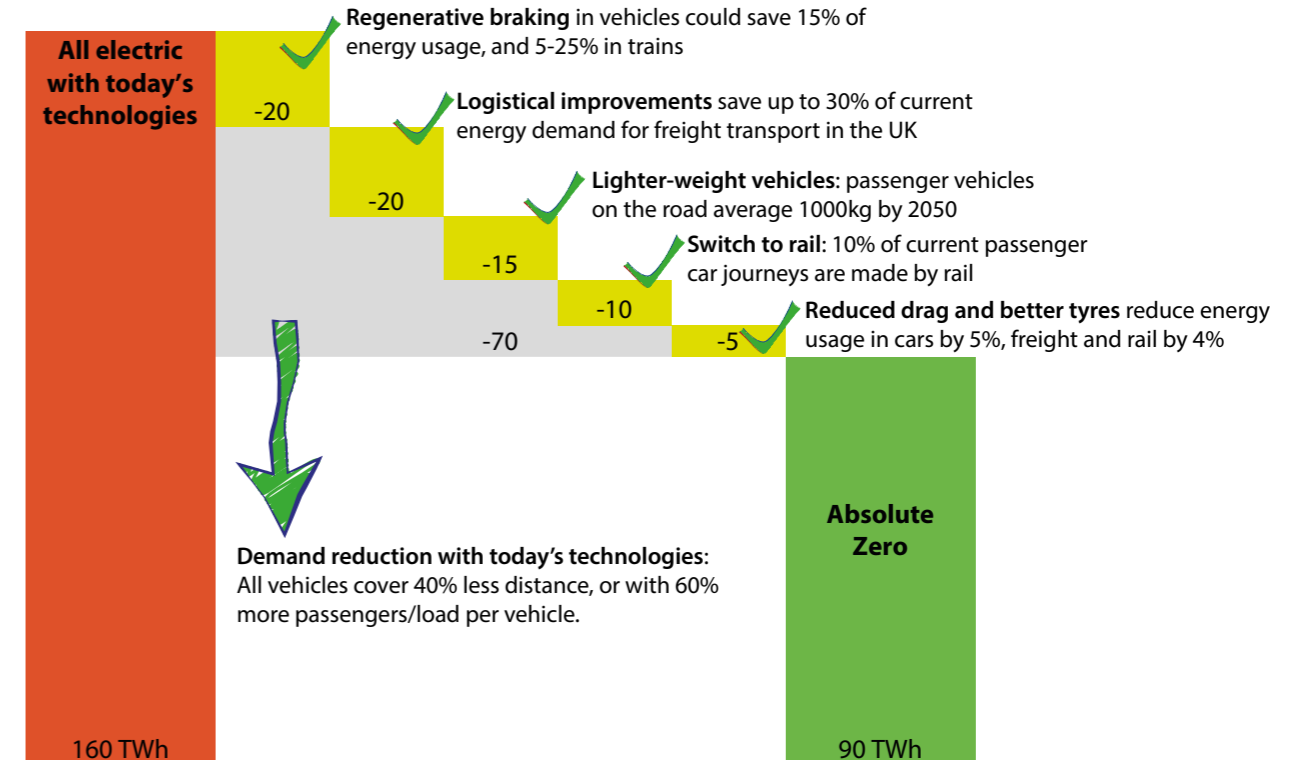 All electric
with today's
technologies
-20
Regenerative braking in vehicles could save 15% of
energy usage, and 5-25% in trains
-20
Logistical improvements save up to 30% of current
energy demand for freight transport in the UK
-15
Lighter-weight vehicles: passenger vehicles
on the road average 1000kg by 2050
-10
Switch to rail: 10% of current passenger
car journeys are made by rail
-5
Reduced drag and better tyres reduce energy
usage in cars by 5%, freight and rail by 4%
-70
Demand reduction with today's technologies:
All vehicles cover 40% less distance, or with 60%
more passengers/load per vehicle.
Absolute
Zero
160 TWh
90 TWh